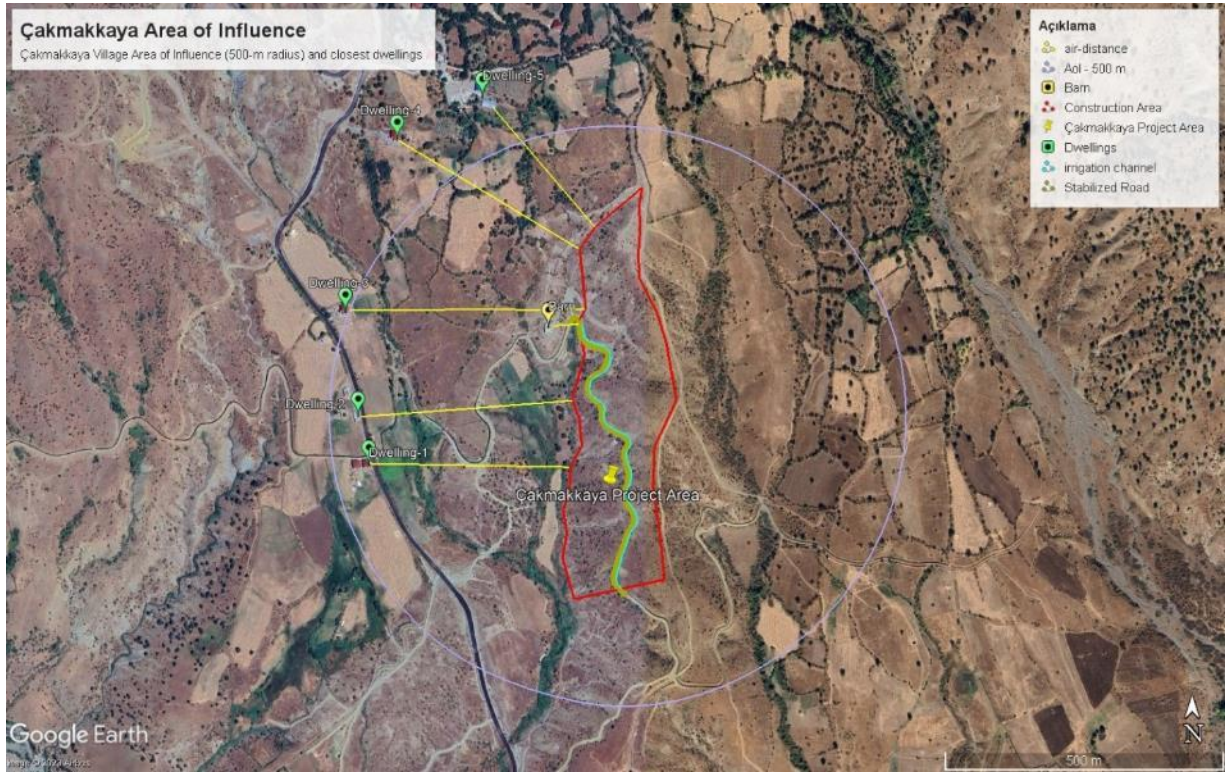 Çakmakkaya Area of Influence
Çakmakkaya Village Area of Influence (500-m radius) and closest dwellings
Açıklama
air-distance
AoI - 500 m
Barn
Construction Area
Çakmakkaya Project Area
Dwellings
irrigation channel
Stabilized Road
Dwelling-5
Dwelling-4
Dwelling-3
Barn
Dwelling-2
Dwelling-1
Çakmakkaya Project Area
Google Earth
N
500 m